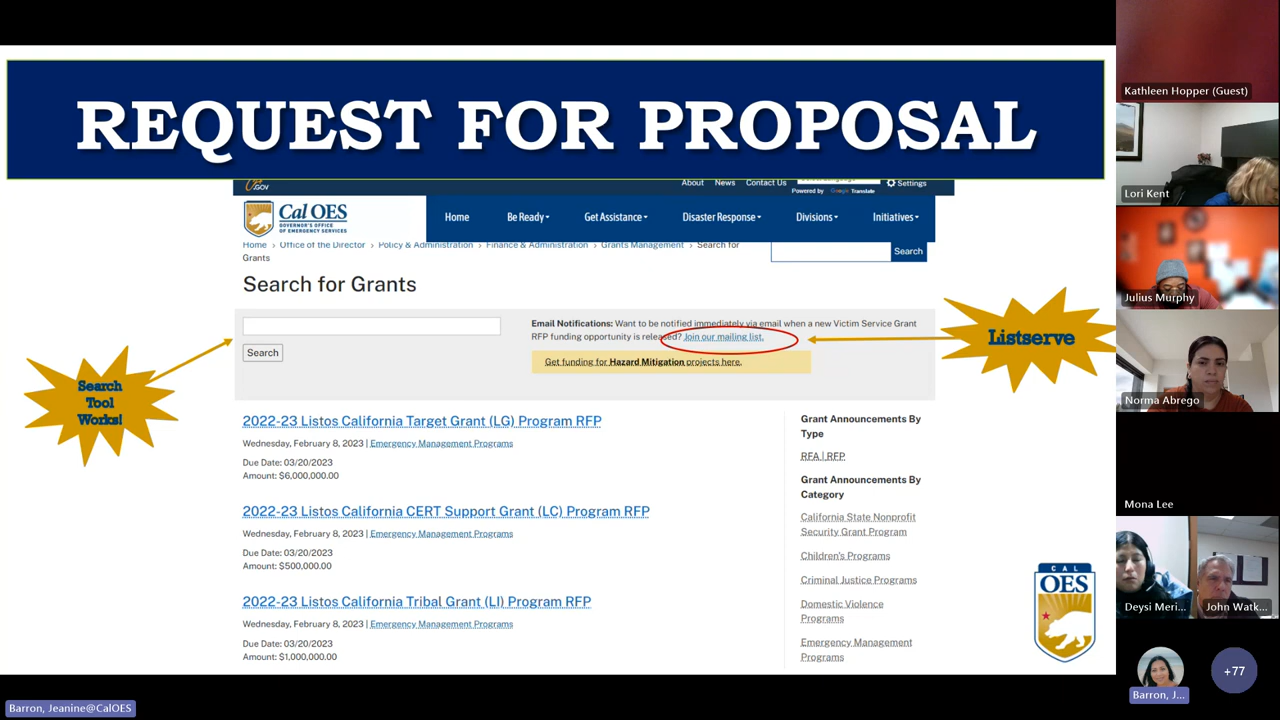 REQUEST FOR PROPOSAL
.GOV
About News Contact Us
Powered by Google Translate
Settings
Cal OES
GOVERNOR'S OFFICE
OF EMERGENCY SERVICES
Home Be Ready Get Assistance Disaster Response Divisions Initiatives
Home › Office of the Director › Policy & Administration › Finance & Administration › Grants Management › Search for
Grants
Search
Search for Grants
Email Notifications: Want to be notified immediately via email when a new Victim Service Grant
RFP funding opportunity is released? Join our mailing list.
Search
Get funding for Hazard Mitigation projects here.
Search
Tool
Works!
Listserve
2022-23 Listos California Target Grant (LG) Program RFP
Wednesday, February 8, 2023 | Emergency Management Programs
Due Date: 03/20/2023
Amount: $6,000,000.00
2022-23 Listos California CERT Support Grant (LC) Program RFP
Wednesday, February 8, 2023 | Emergency Management Programs
Due Date: 03/20/2023
Amount: $500,000.00
2022-23 Listos California Tribal Grant (LI) Program RFP
Wednesday, February 8, 2023 | Emergency Management Programs
Due Date: 03/20/2023
Amount: $1,000,000.00
Grant Announcements By
Type
RFA | RFP
Grant Announcements By
Category
California State Nonprofit
Security Grant Program
Children's Programs
Criminal Justice Programs
Domestic Violence
Programs
Emergency Management
Programs
CAL
OES
Kathleen Hopper (Guest)
Lori Kent
Julius Murphy
Norma Abrego
Mona Lee
Deysi Meri...
John Watk...
Barron, J...
+77
Barron, Jeanine@CalOES